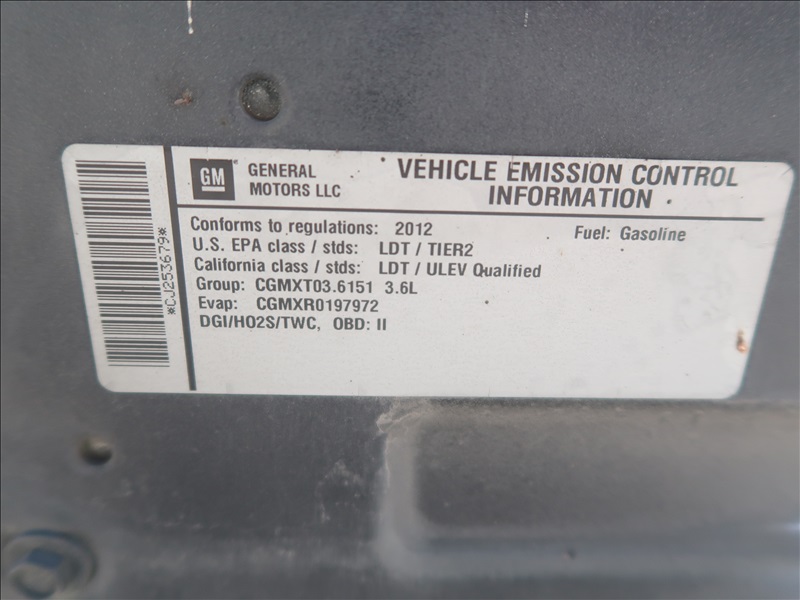 *CJ253679*
GM
GENERAL
MOTORS LLC
VEHICLE EMISSION CONTROL
INFORMATION
Conforms to regulations: 2012 Fuel: Gasoline
U.S. EPA class / stds: LDT / TIER2
California class / stds: LDT / ULEV Qualified
Group: CGMXT03.6151 3.6L
Evap: CGMXR0197972
DGI/HO2S/TWC, OBD: II